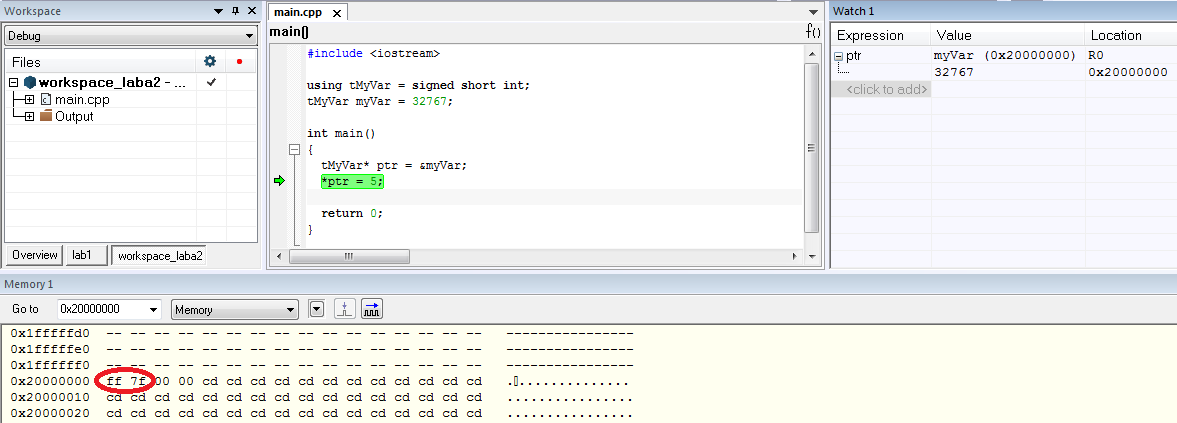 Workspace
Debug
Files
workspace_laba2 - ...
main.cpp
Output
Overview
lab1
workspace_laba2
main.cpp
main()
f()
#include <iostream>
using tMyVar = signed short int;
tMyVar myVar = 32767;
int main()
{
tMyVar* ptr = &myVar;
*ptr = 5;
return 0;
}
Watch 1
Expression Value Location
ptr myVar (0x20000000) R0
32767 0x20000000
<click to add>
Memory 1
Go to 0x20000000 Memory
0x1fffffd0 -- -- -- -- -- -- -- -- -- -- -- -- -- -- -- -- ----------------
0x1fffffe0 -- -- -- -- -- -- -- -- -- -- -- -- -- -- -- -- ----------------
0x1ffffff0 -- -- -- -- -- -- -- -- -- -- -- -- -- -- -- -- ----------------
0x20000000 ff 7f 00 00 cd cd cd cd cd cd cd cd cd cd cd cd .▯..............
0x20000010 cd cd cd cd cd cd cd cd cd cd cd cd cd cd cd cd ................
0x20000020 cd cd cd cd cd cd cd cd cd cd cd cd cd cd cd cd ................